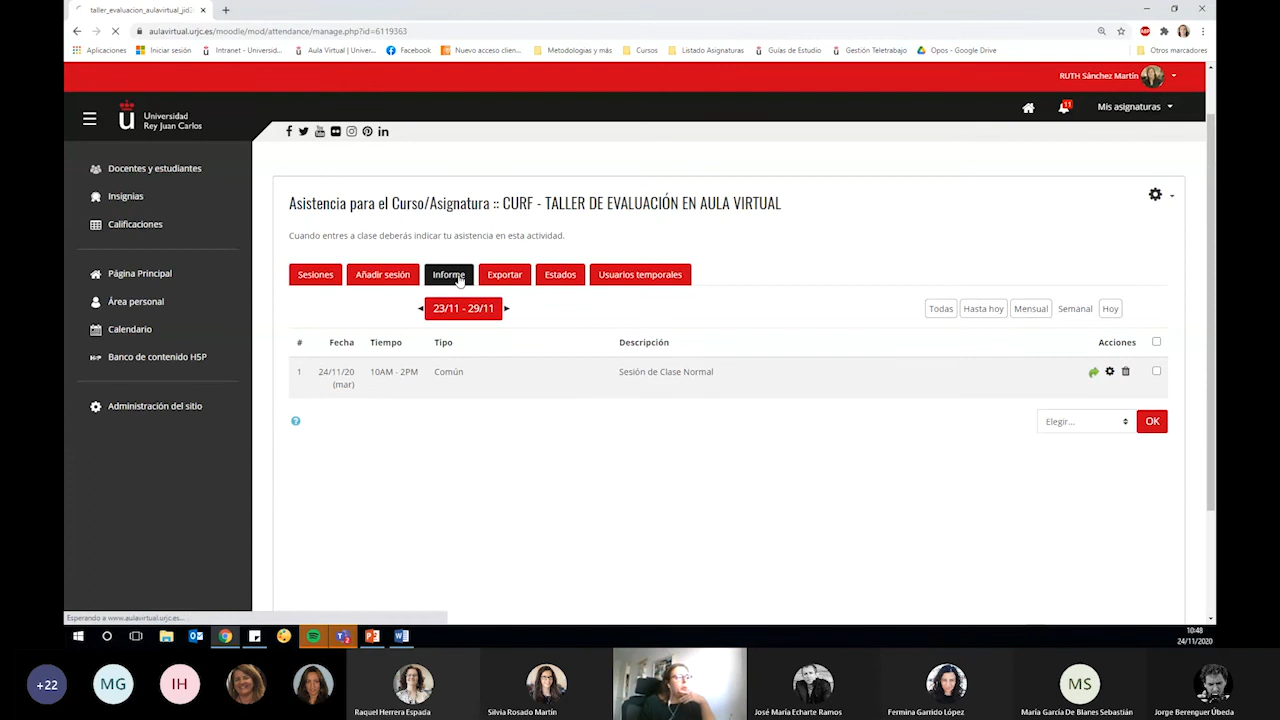 taller_evaluacion_aulavirtual_jid2
aulavirtual.urjc.es/moodle/mod/attendance/manage.php?id=6119363
Aplicaciones
Iniciar sesión
Intranet - Universid...
Aula Virtual | Univer...
Facebook
Nuevo acceso clien...
Metodologías y más
Cursos
Listado Asignaturas
Guías de Estudio
Gestión Teletrabajo
Opos - Google Drive
Otros marcadores
RUTH Sánchez Martín
Universidad
Rey Juan Carlos
11
Mis asignaturas
Docentes y estudiantes
Insignias
Calificaciones
Página Principal
Área personal
Calendario
H5P Banco de contenido H5P
Administración del sitio
Asistencia para el Curso/Asignatura :: CURF - TALLER DE EVALUACIÓN EN AULA VIRTUAL
Cuando entres a clase deberás indicar tu asistencia en esta actividad.
Sesiones
Añadir sesión
Informe
Exportar
Estados
Usuarios temporales
23/11 - 29/11
Todas
Hasta hoy
Mensual
Semanal
Hoy
# Fecha Tiempo Tipo Descripción Acciones
1 24/11/20 10AM - 2PM Común Sesión de Clase Normal
(mar)
Elegir...
OK
Esperando a www.aulavirtual.urjc.es...
10:48
24/11/2020
+22
MG
IH
MS
Raquel Herrera Espada
Silvia Rosado Martín
José María Echarte Ramos
Fermina Garrido López
María García De Blanes Sebastián
Jorge Berenguer Úbeda